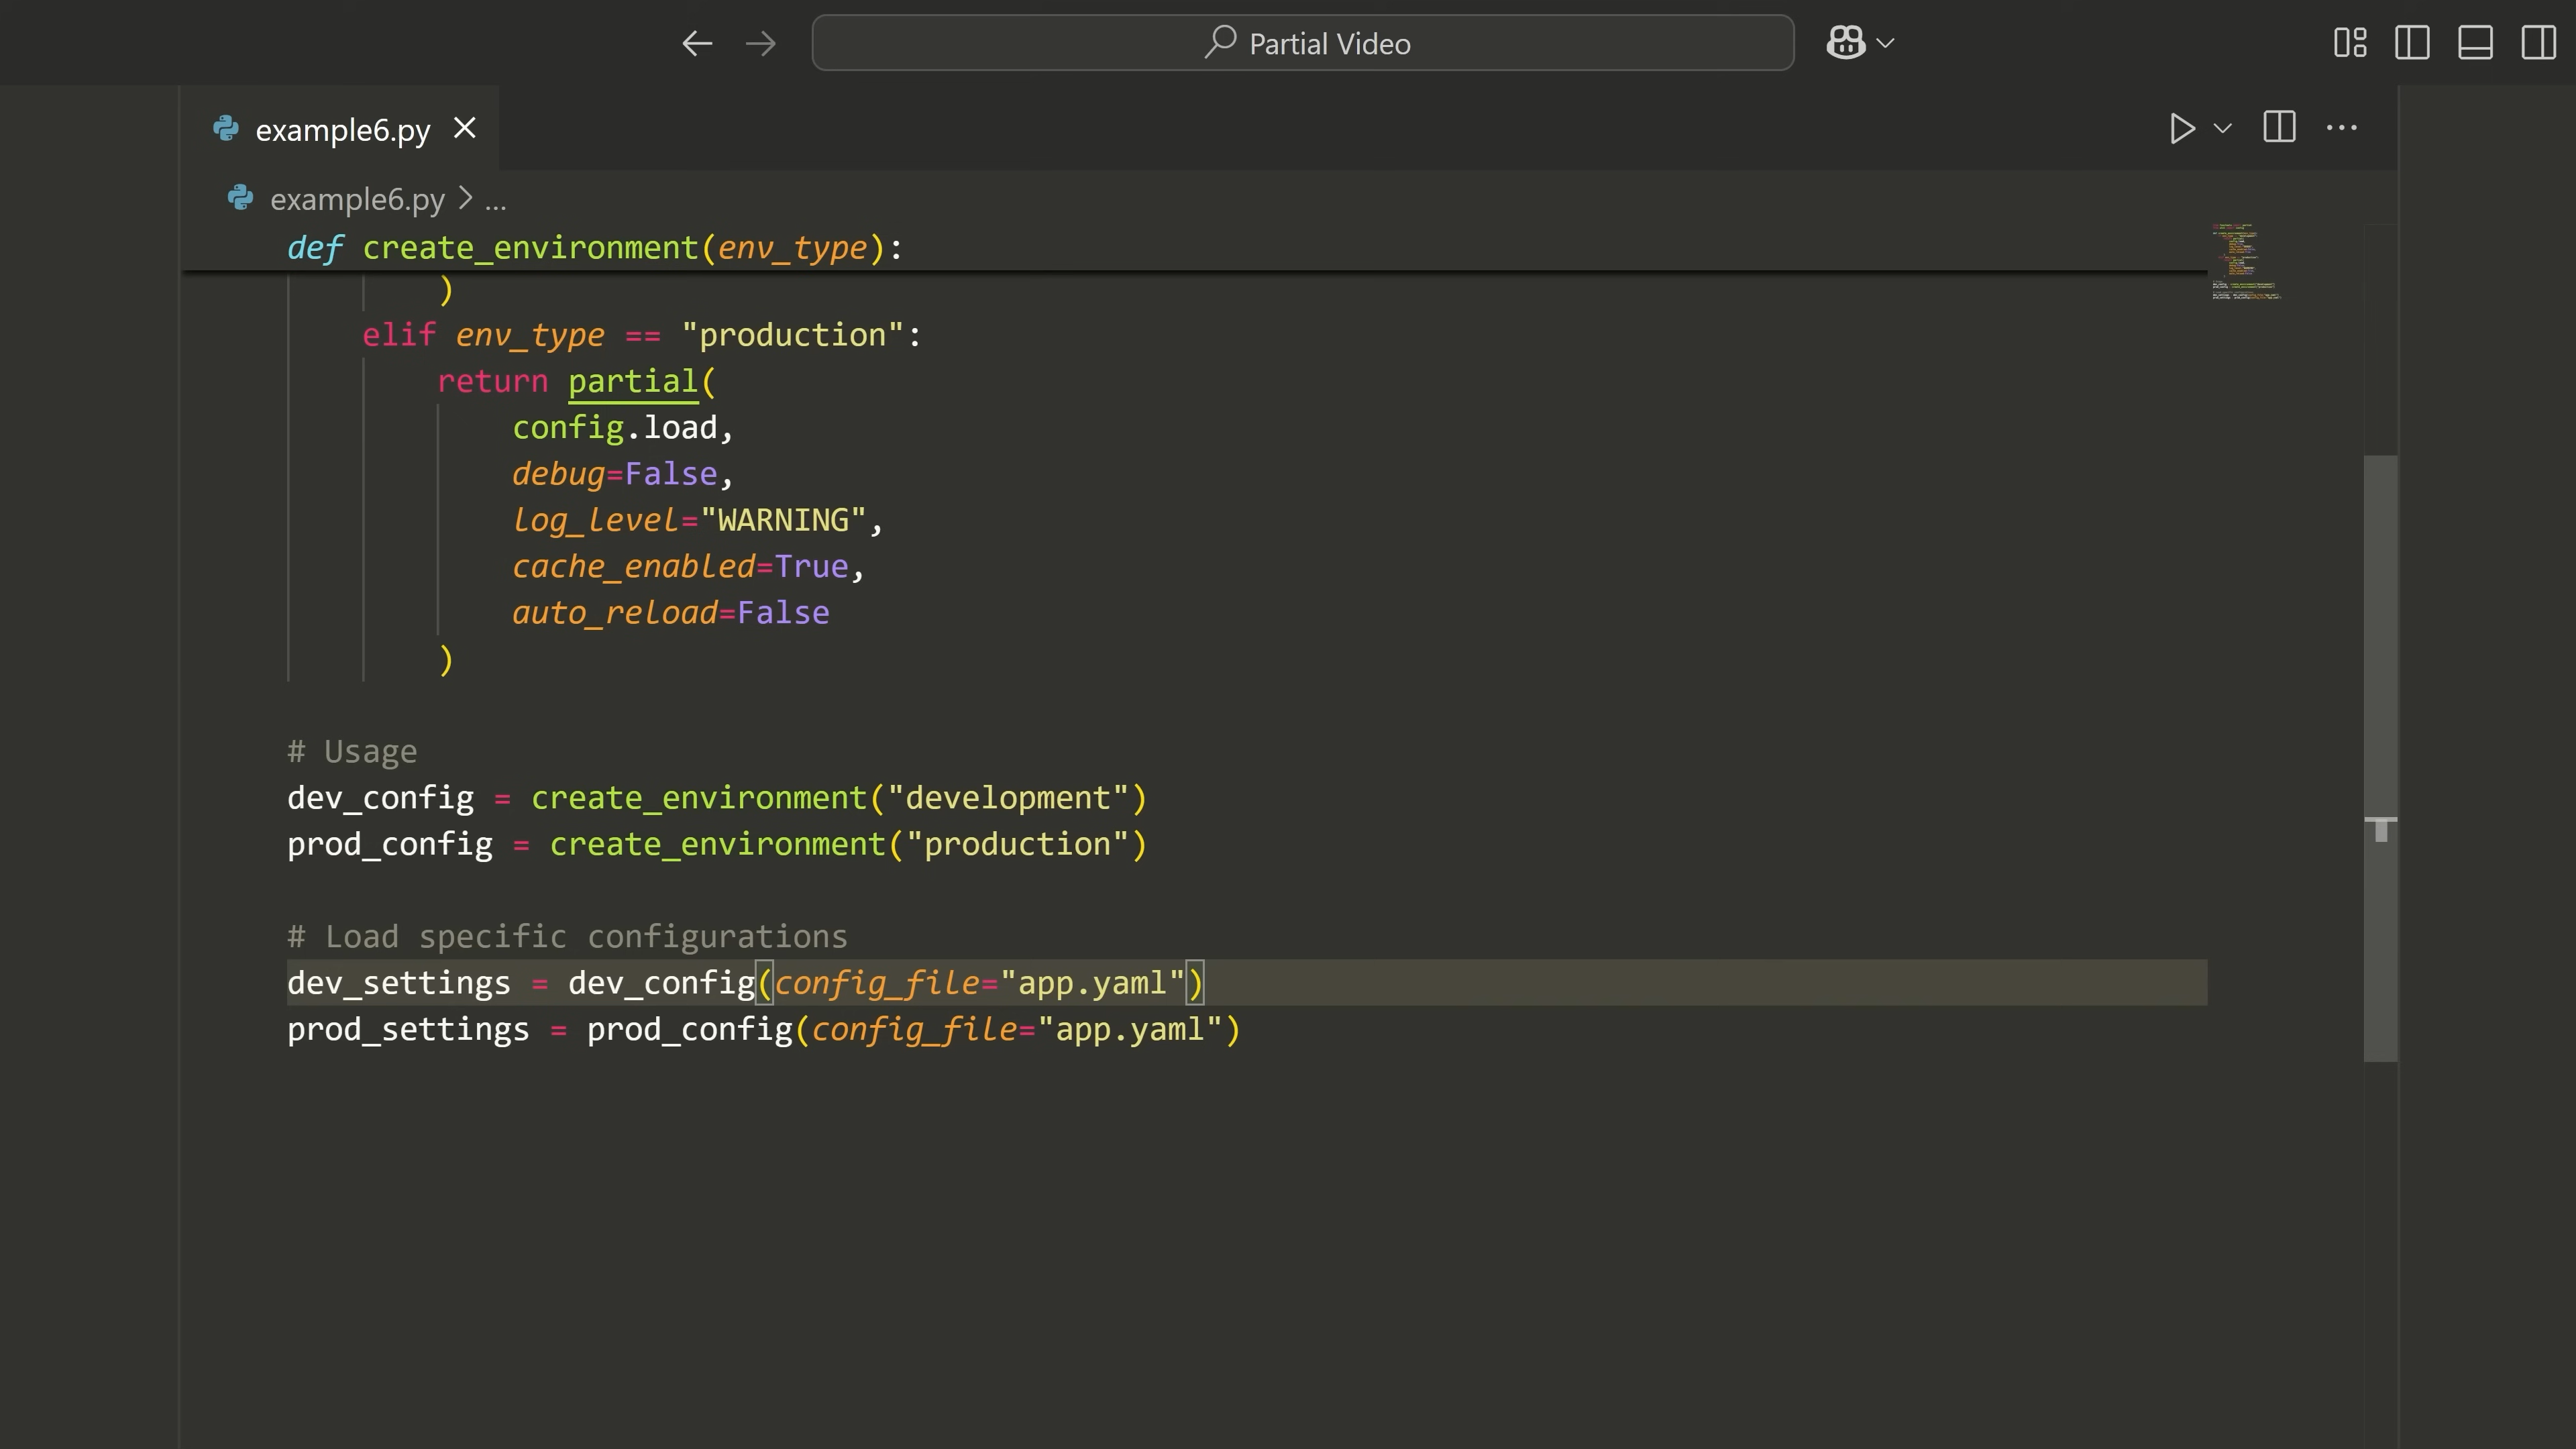 Partial Video
example6.py
example6.py > ...
def create_environment(env_type):
)
elif env_type == "production":
return partial(
config.load,
debug=False,
log_level="WARNING",
cache_enabled=True,
auto_reload=False
)
# Usage
dev_config = create_environment("development")
prod_config = create_environment("production")
# Load specific configurations
dev_settings = dev_config(config_file="app.yaml")
prod_settings = prod_config(config_file="app.yaml")